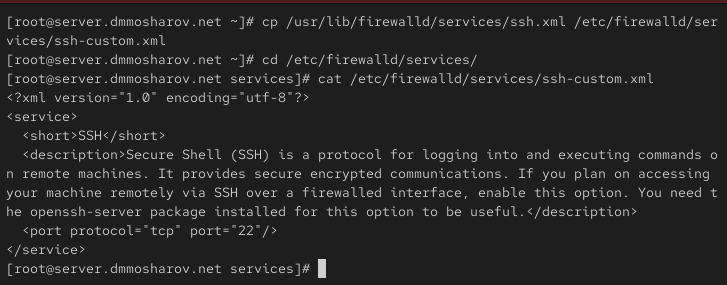 [root@server.dmmosharov.net ~]# cp /usr/lib/firewalld/services/ssh.xml /etc/firewalld/ser
vices/ssh-custom.xml
[root@server.dmmosharov.net ~]# cd /etc/firewalld/services/
[root@server.dmmosharov.net services]# cat /etc/firewalld/services/ssh-custom.xml
<?xml version="1.0" encoding="utf-8"?>
<service>
  <short>SSH</short>
  <description>Secure Shell (SSH) is a protocol for logging into and executing commands o
n remote machines. It provides secure encrypted communications. If you plan on accessing
your machine remotely via SSH over a firewalled interface, enable this option. You need t
he openssh-server package installed for this option to be useful.</description>
  <port protocol="tcp" port="22"/>
</service>
[root@server.dmmosharov.net services]#